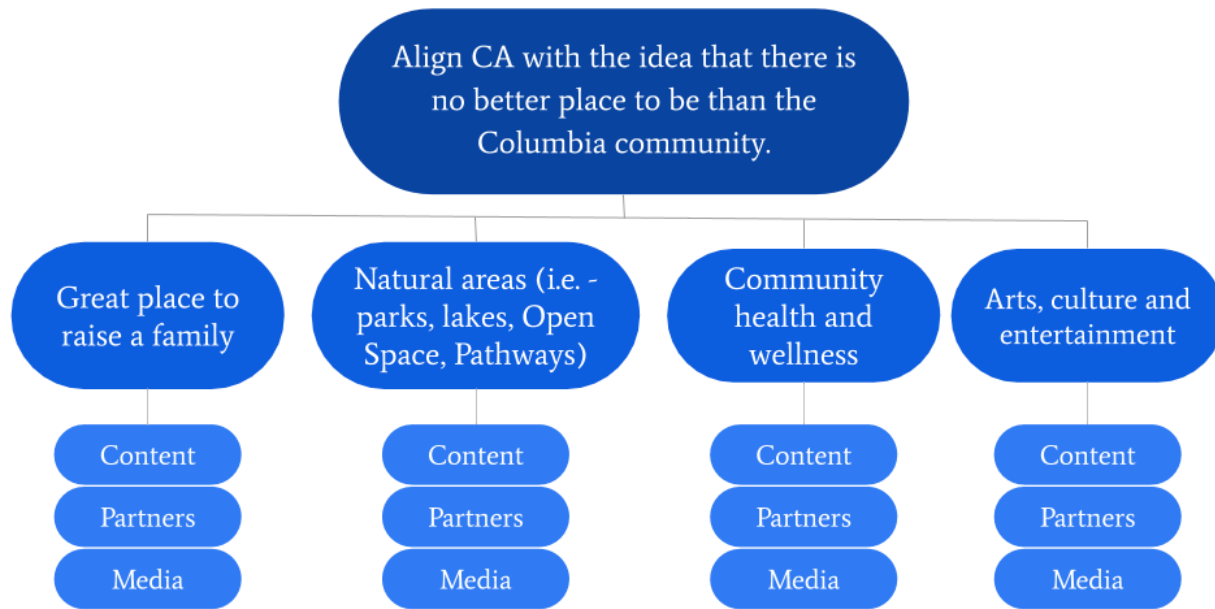 Align CA with the idea that there is
no better place to be than the
Columbia community.
Great place to
raise a family
Natural areas (i.e. -
parks, lakes, Open
Space, Pathways)
Community
health and
wellness
Arts, culture and
entertainment
Content
Partners
Media
Content
Partners
Media
Content
Partners
Media
Content
Partners
Media